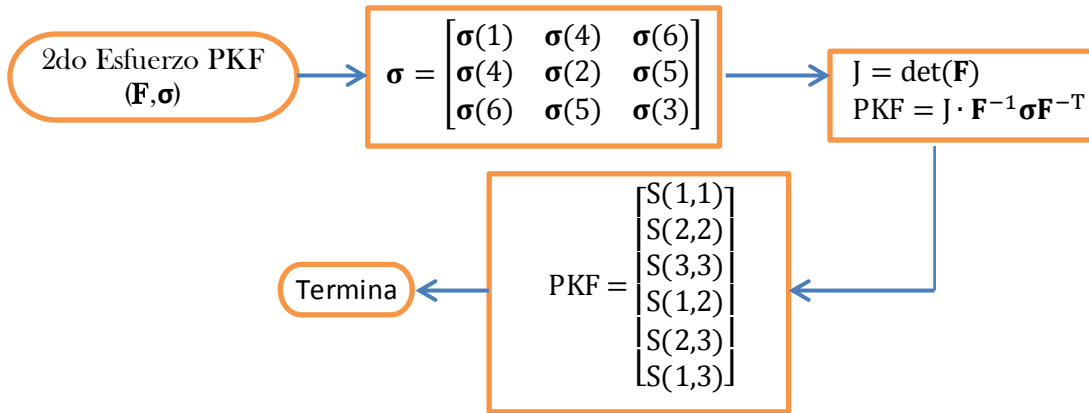 2do Esfuerzo PKF
(F,σ)
σ = [σ(1) σ(4) σ(6)
σ(4) σ(2) σ(5)
σ(6) σ(5) σ(3)]
J = det(F)
PKF = J · F⁻¹σF⁻ᵀ
PKF = [S(1,1)
S(2,2)
S(3,3)
S(1,2)
S(2,3)
S(1,3)]
Termina